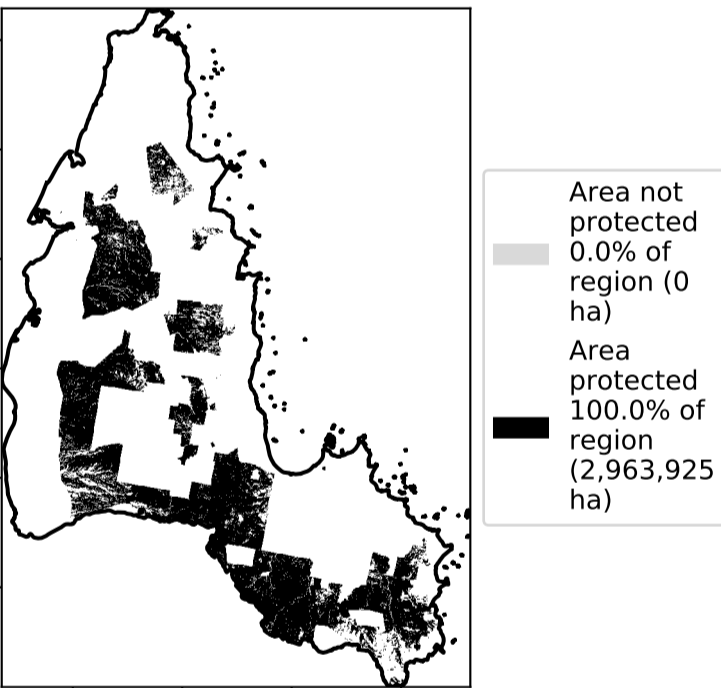 Area not
protected
0.0% of
region (0
ha)
Area
protected
100.0% of
region
(2,963,925
ha)